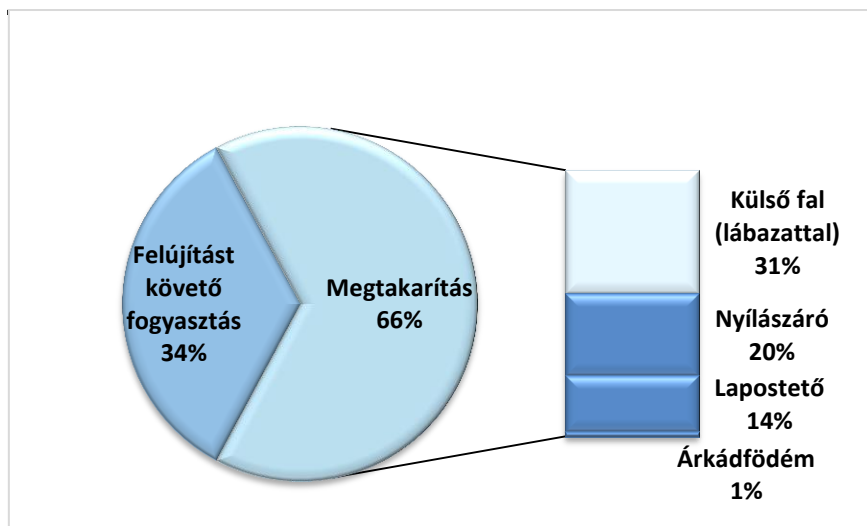 Felújítást
követő
fogyasztás
34%
Megtakarítás
66%
Külső fal
(lábazattal)
31%
Nyílászáró
20%
Lapostető
14%
Árkádfödém
1%